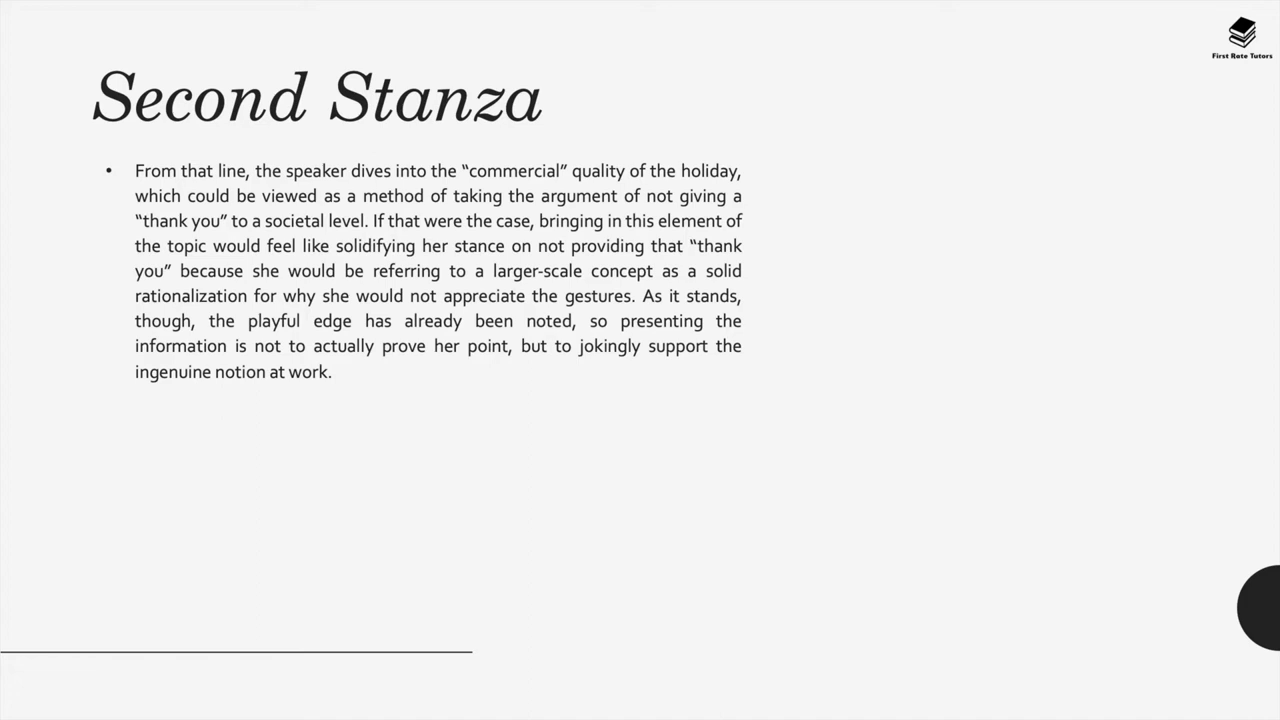 First Rate Tutors
Second Stanza
• From that line, the speaker dives into the “commercial” quality of the holiday,
which could be viewed as a method of taking the argument of not giving a
“thank you” to a societal level. If that were the case, bringing in this element of
the topic would feel like solidifying her stance on not providing that “thank
you” because she would be referring to a larger-scale concept as a solid
rationalization for why she would not appreciate the gestures. As it stands,
though, the playful edge has already been noted, so presenting the
information is not to actually prove her point, but to jokingly support the
ingenuine notion at work.